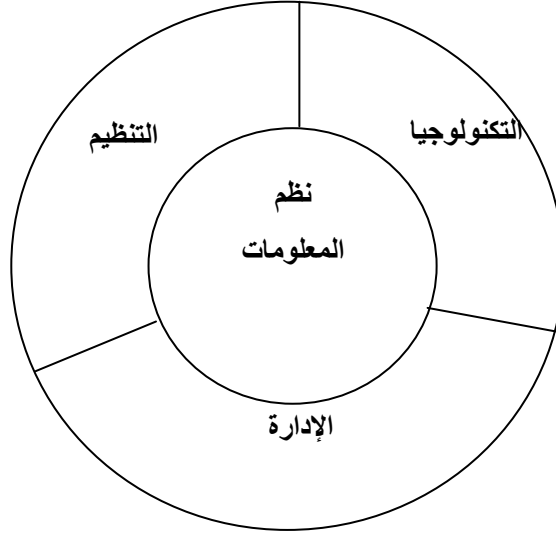 التكنولوجيا
التنظيم
نظم
المعلومات
الإدارة